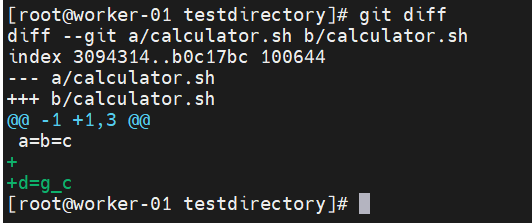 [root@worker-01 testdirectory]# git diff
diff --git a/calculator.sh b/calculator.sh
index 3094314..b0c17bc 100644
--- a/calculator.sh
+++ b/calculator.sh
@@ -1 +1,3 @@
 a=b=c
+
+d=g_c
[root@worker-01 testdirectory]#